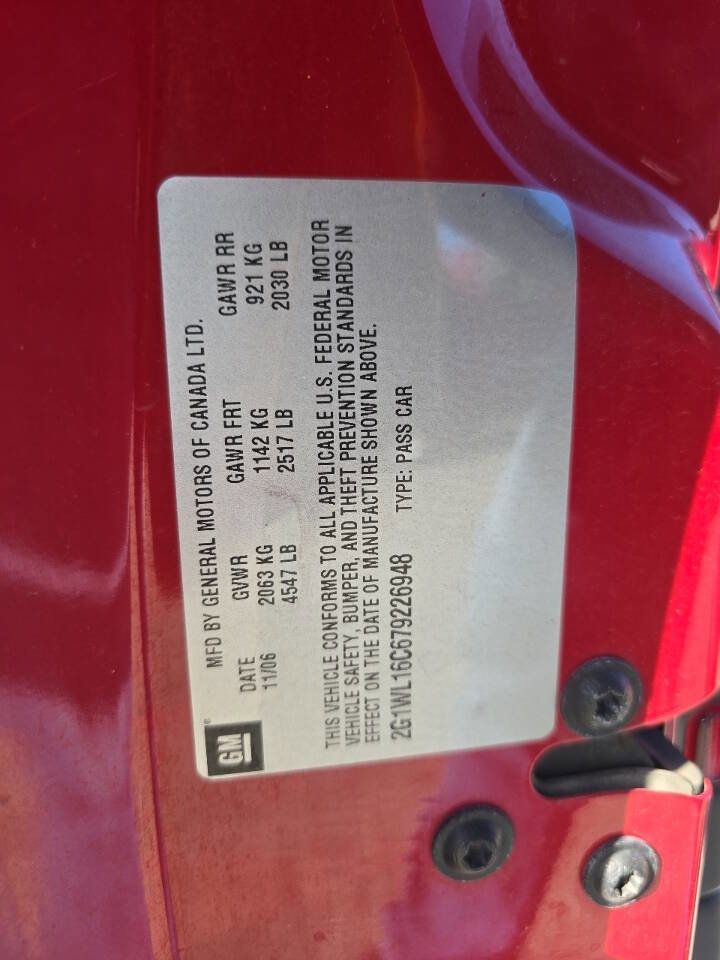 GM
MFD BY GENERAL MOTORS OF CANADA LTD.
DATE GVWR GAWR FRT GAWR RR
11/06 2063 KG 1142 KG 921 KG
4547 LB 2517 LB 2030 LB
THIS VEHICLE CONFORMS TO ALL APPLICABLE U.S. FEDERAL MOTOR
VEHICLE SAFETY, BUMPER, AND THEFT PREVENTION STANDARDS IN
EFFECT ON THE DATE OF MANUFACTURE SHOWN ABOVE.
2G1WL16C679226948 TYPE: PASS CAR